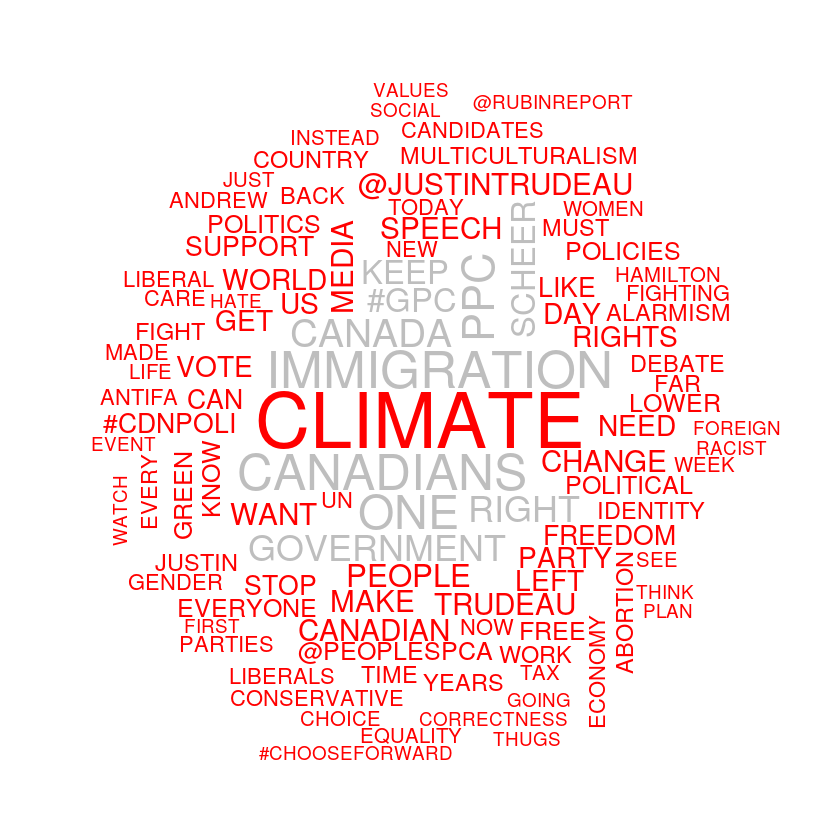 VALUES
@RUBINREPORT
SOCIAL
INSTEAD
CANDIDATES
COUNTRY
MULTICULTURALISM
JUST
@JUSTINTRUDEAU
ANDREW
BACK
TODAY
WOMEN
POLITICS
SPEECH
MUST
SUPPORT
MEDIA
NEW
SCHEER
POLICIES
LIBERAL
WORLD
KEEP
PPC
LIKE
HAMILTON
CARE
HATE
US
#GPC
FIGHTING
FIGHT
GET
DAY
ALARMISM
CANADA
RIGHTS
MADE
LIFE
VOTE
IMMIGRATION
DEBATE
FAR
ANTIFA
CAN
LOWER
#CDNPOLI
CLIMATE
NEED
FOREIGN
EVENT
RACIST
WATCH
EVERY
GREEN
KNOW
CANADIANS
CHANGE
WEEK
POLITICAL
WANT
UN
ONE
RIGHT
IDENTITY
GOVERNMENT
FREEDOM
JUSTIN
PARTY
SEE
GENDER
STOP
PEOPLE
LEFT
ABORTION
THINK
EVERYONE
MAKE
TRUDEAU
PLAN
FIRST
CANADIAN
NOW
FREE
ECONOMY
PARTIES
@PEOPLESPCA
WORK
LIBERALS
TIME
YEARS
TAX
CONSERVATIVE
GOING
CHOICE
CORRECTNESS
EQUALITY
THUGS
#CHOOSEFORWARD